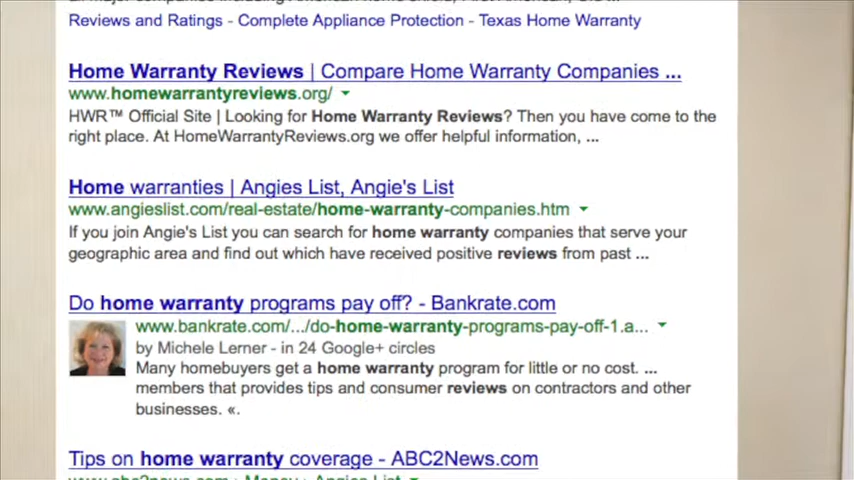 Reviews and Ratings - Complete Appliance Protection - Texas Home Warranty
Home Warranty Reviews | Compare Home Warranty Companies ...
www.homewarrantyreviews.org/
HWR™ Official Site | Looking for Home Warranty Reviews? Then you have come to the
right place. At HomeWarrantyReviews.org we offer helpful information, ...
Home warranties | Angies List, Angie's List
www.angieslist.com/real-estate/home-warranty-companies.htm
If you join Angie's List you can search for home warranty companies that serve your
geographic area and find out which have received positive reviews from past ...
Do home warranty programs pay off? - Bankrate.com
www.bankrate.com/.../do-home-warranty-programs-pay-off-1.a...
by Michele Lerner - in 24 Google+ circles
Many homebuyers get a home warranty program for little or no cost. ...
members that provides tips and consumer reviews on contractors and other
businesses. «.
Tips on home warranty coverage - ABC2News.com